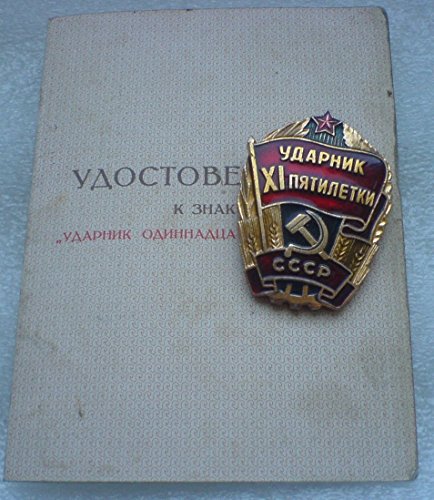 УДОСТОВЕ
К ЗНАК
„УДАРНИК ОДИННАДЦА
УДАРНИК
XI ПЯТИЛЕТКИ
СССР